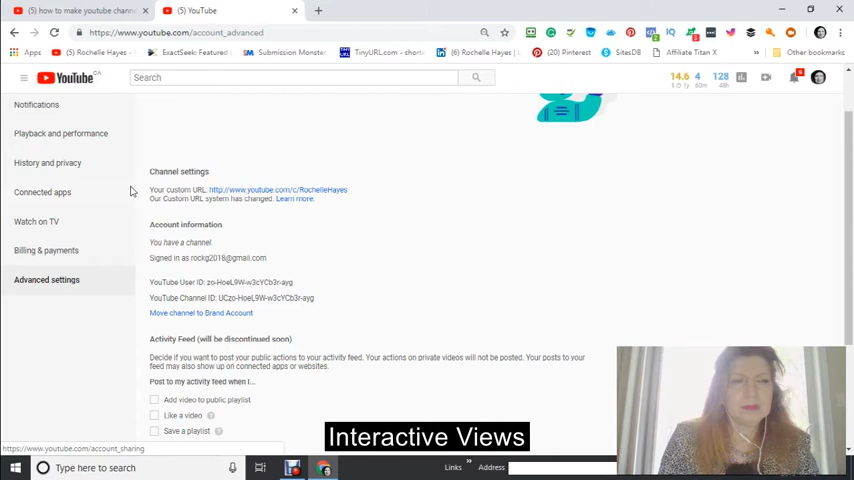 (5) how to make youtube channe
(5) YouTube
https://www.youtube.com/account_advanced
Apps
(5) Rochelle Hayes
ExactSeek: Featured
Submission Monster
TinyURL.com - shorte
(6) Rochelle Hayes
(20) Pinterest
SitesDB
Affiliate Titan X
Other bookmarks
YouTube CA
Search
14.6 4 128
Notifications
Playback and performance
History and privacy
Connected apps
Watch on TV
Billing & payments
Advanced settings
Channel settings
Your custom URL: http://www.youtube.com/c/RochelleHayes
Our Custom URL system has changed. Learn more.
Account information
You have a channel.
Signed in as rockg2018@gmail.com
YouTube User ID: zo-HoeL9W-w3cYCb3r-ayg
YouTube Channel ID: UCzo-HoeL9W-w3cYCb3r-ayg
Move channel to Brand Account
Activity Feed (will be discontinued soon)
Decide if you want to post your public actions to your activity feed. Your actions on private videos will not be posted. Your posts to your
feed may also show up on connected apps or websites.
Post to my activity feed when I...
Add video to public playlist
Like a video
Save a playlist
Interactive Views
https://www.youtube.com/account_sharing
Type here to search
Links
Address